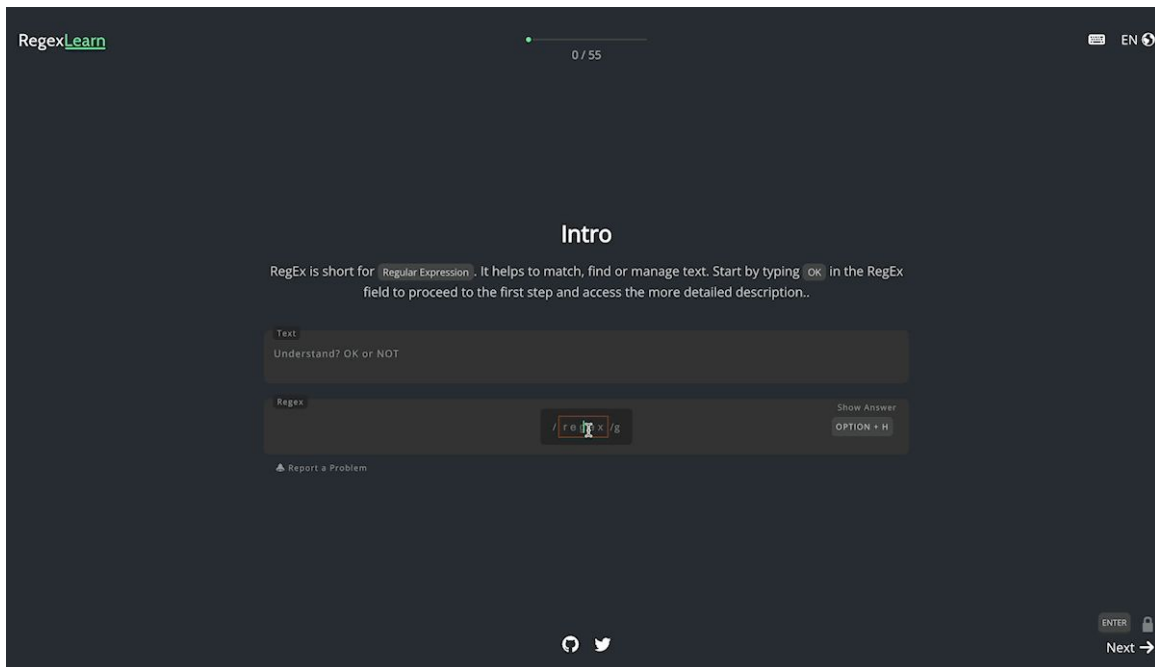 RegexLearn
0 / 55
EN
Intro
RegEx is short for Regular Expression. It helps to match, find or manage text. Start by typing OK in the RegEx
field to proceed to the first step and access the more detailed description..
Text
Understand? OK or NOT
Regex
Show Answer
/regex/g
OPTION + H
Report a Problem
ENTER
Next